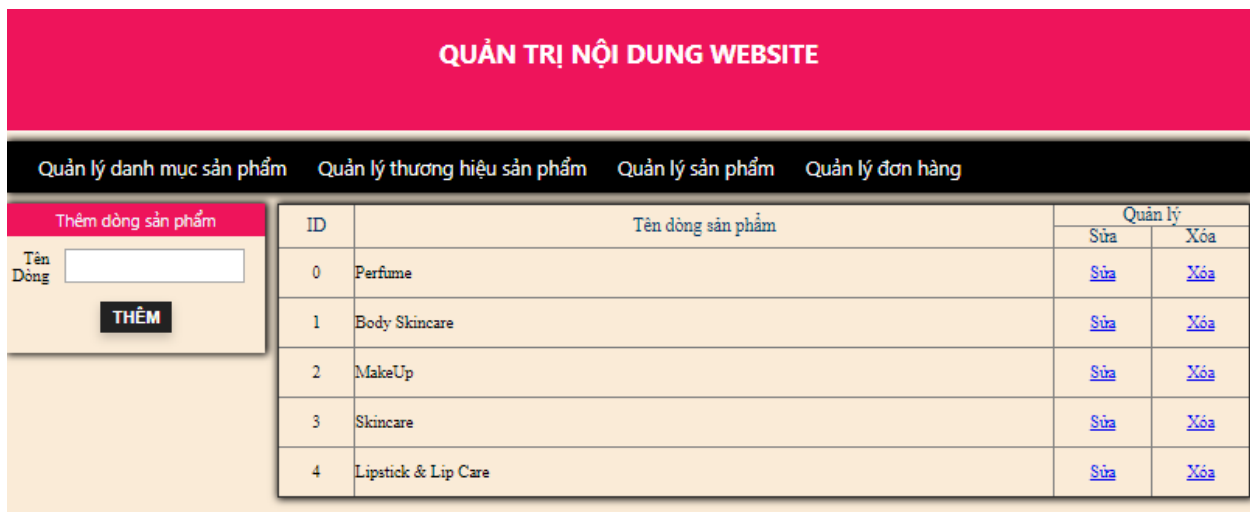 QUẢN TRỊ NỘI DUNG WEBSITE
Quản lý danh mục sản phẩm Quản lý thương hiệu sản phẩm Quản lý sản phẩm Quản lý đơn hàng
Thêm dòng sản phẩm
Tên
Dòng
THÊM
ID Tên dòng sản phẩm Quản lý
Sửa Xóa
0 Perfume Sửa Xóa
1 Body Skincare Sửa Xóa
2 MakeUp Sửa Xóa
3 Skincare Sửa Xóa
4 Lipstick & Lip Care Sửa Xóa